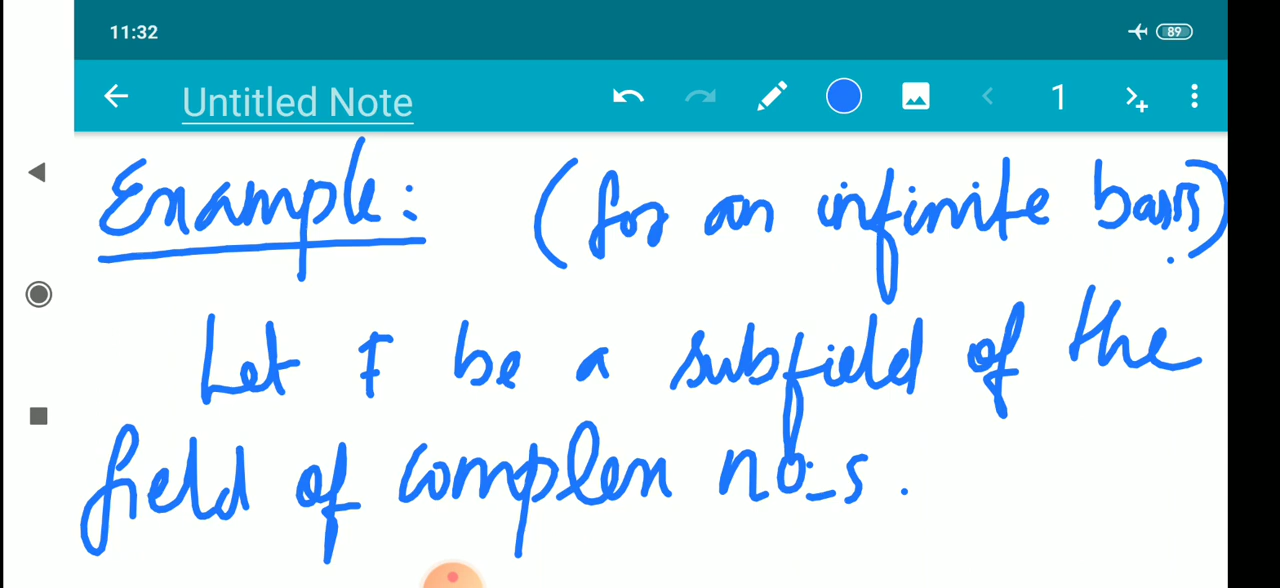 11:32
89
Untitled Note
1
Example: (for an infinite basis)
Let F be a subfield of the
field of complex no.s.